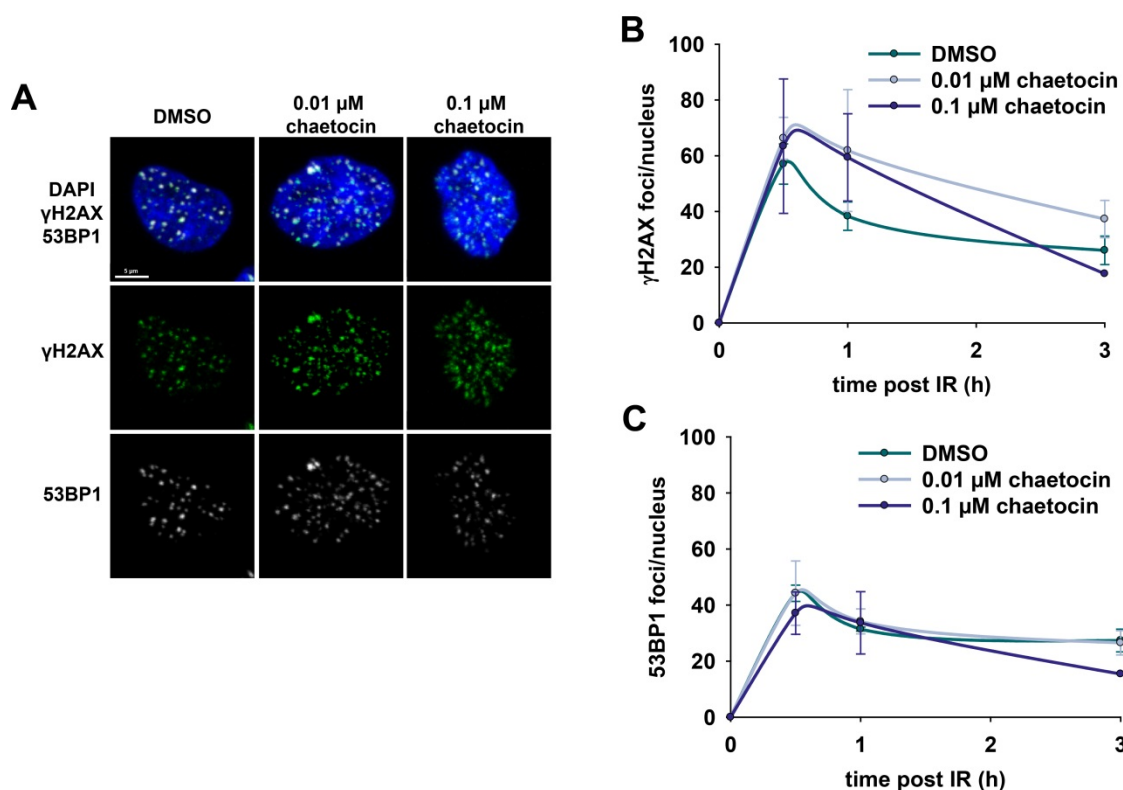 A
DMSO
0.01 µM
chaetocin
0.1 µM
chaetocin
DAPI
γH2AX
53BP1
5 µm
γH2AX
53BP1
B
γH2AX foci/nucleus
100
80
60
40
20
0
DMSO
0.01 µM chaetocin
0.1 µM chaetocin
0 1 2 3
time post IR (h)
C
53BP1 foci/nucleus
100
80
60
40
20
0
DMSO
0.01 µM chaetocin
0.1 µM chaetocin
0 1 2 3
time post IR (h)